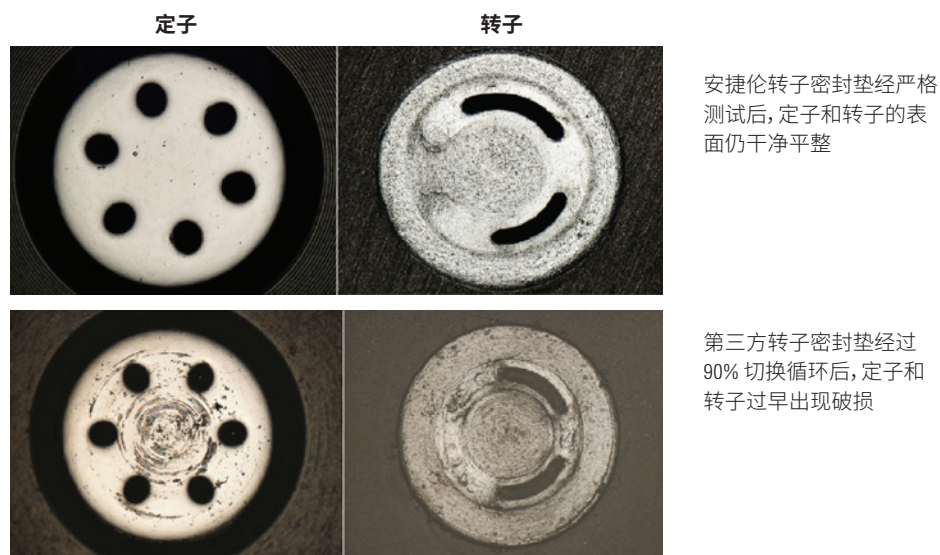 定子
转子
安捷伦转子密封垫经严格
测试后，定子和转子的表
面仍干净平整
第三方转子密封垫经过
90% 切换循环后，定子和
转子过早出现破损